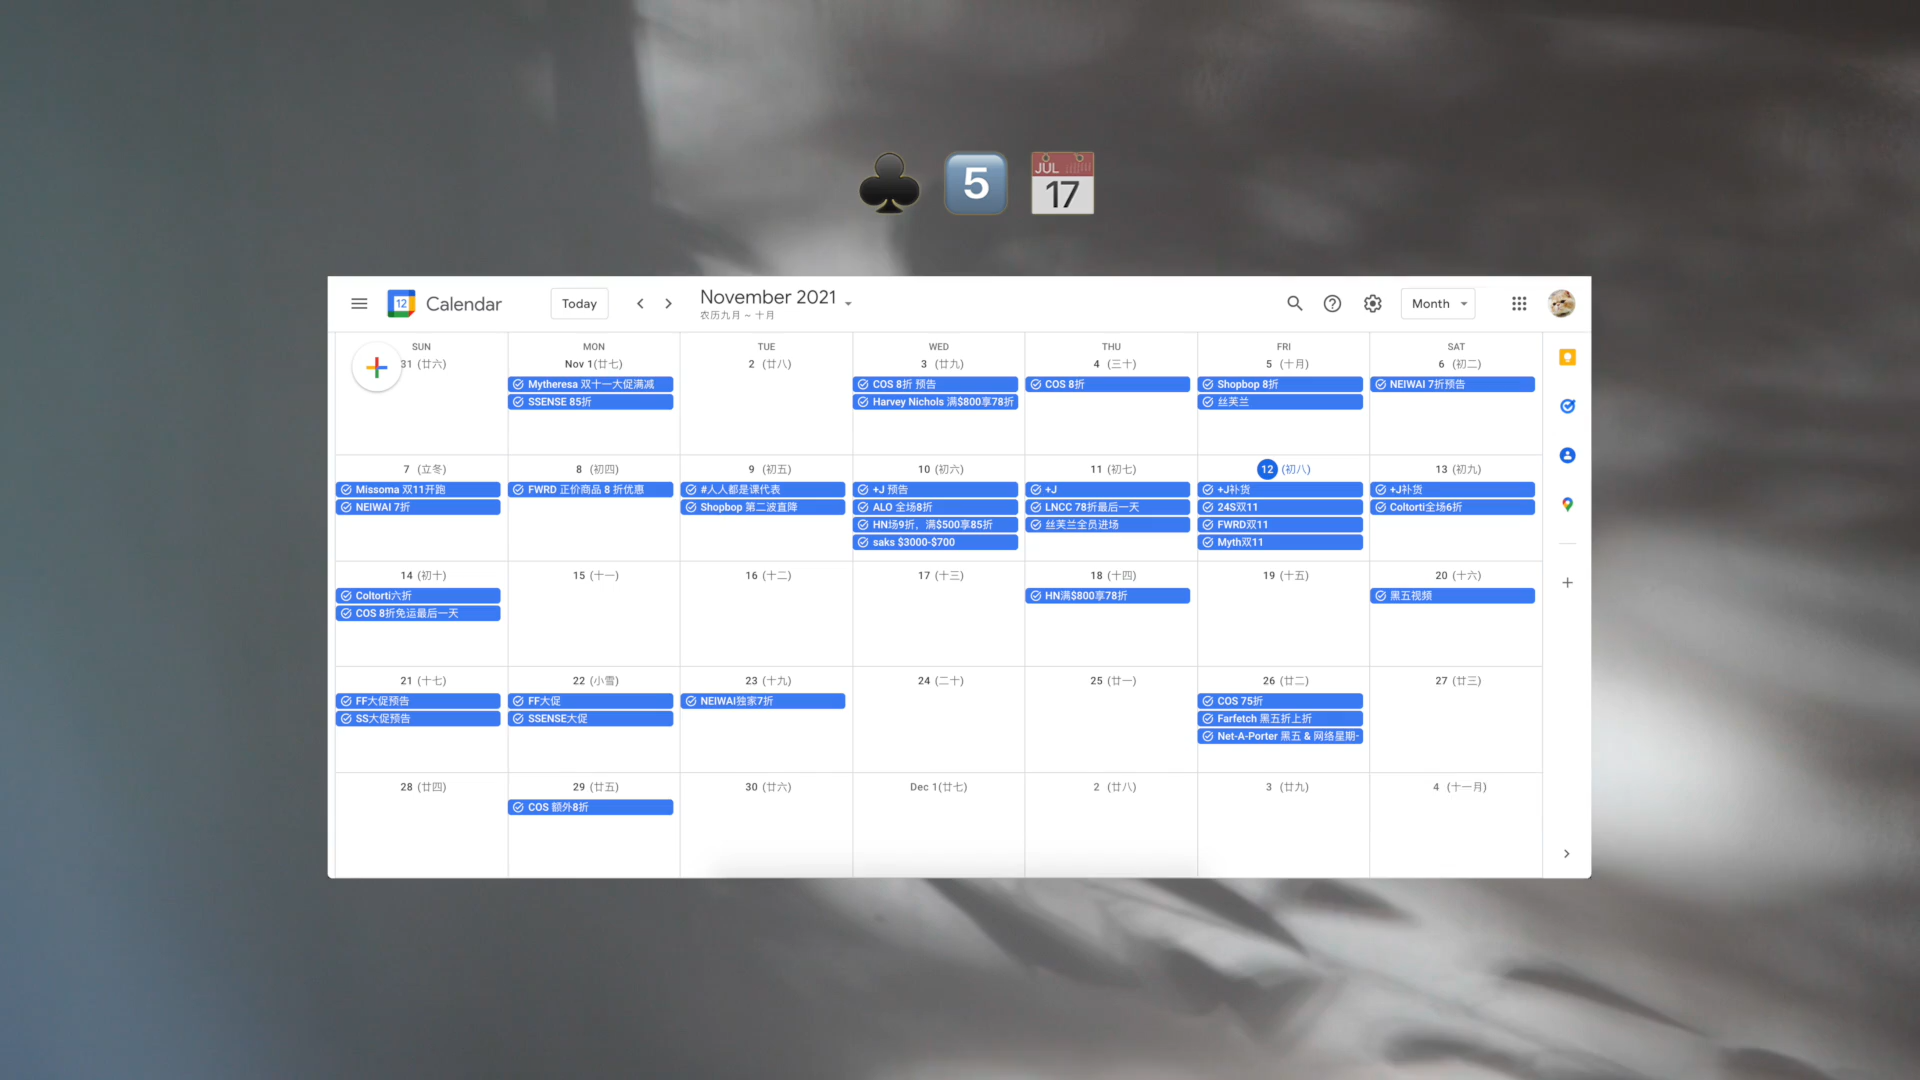 5
JUL
17
12
Calendar
Today
November 2021
农历九月 ~ 十月
Month
SUN
MON
TUE
WED
THU
FRI
SAT
31 (廿六)
Nov 1(廿七)
2 (廿八)
3 (廿九)
4 (三十)
5 (十月)
6 (初二)
Mytheresa 双十一大促满减
COS 8折 预告
COS 8折
Shopbop 8折
NEIWAI 7折预告
SSENSE 85折
Harvey Nichols 满$800享78折
丝芙兰
7 (立冬)
8 (初四)
9 (初五)
10 (初六)
11 (初七)
12 (初八)
13 (初九)
Missoma 双11开跑
FWRD 正价商品 8 折优惠
#人人都是课代表
+J 预告
+J
+J补货
+J补货
NEIWAI 7折
Shopbop 第二波直降
ALO 全场8折
LNCC 78折最后一天
24S双11
Coltorti全场6折
HN场9折，满$500享85折
丝芙兰全员进场
FWRD双11
saks $3000-$700
Myth双11
14 (初十)
15 (十一)
16 (十二)
17 (十三)
18 (十四)
19 (十五)
20 (十六)
Coltorti六折
HN满$800享78折
黑五视频
COS 8折免运最后一天
21 (十七)
22 (小雪)
23 (十九)
24 (二十)
25 (廿一)
26 (廿二)
27 (廿三)
FF大促预告
FF大促
NEIWAI独家7折
COS 75折
SS大促预告
SSENSE大促
Farfetch 黑五折上折
Net-A-Porter 黑五 & 网络星期-
28 (廿四)
29 (廿五)
30 (廿六)
Dec 1(廿七)
2 (廿八)
3 (廿九)
4 (十一月)
COS 额外8折